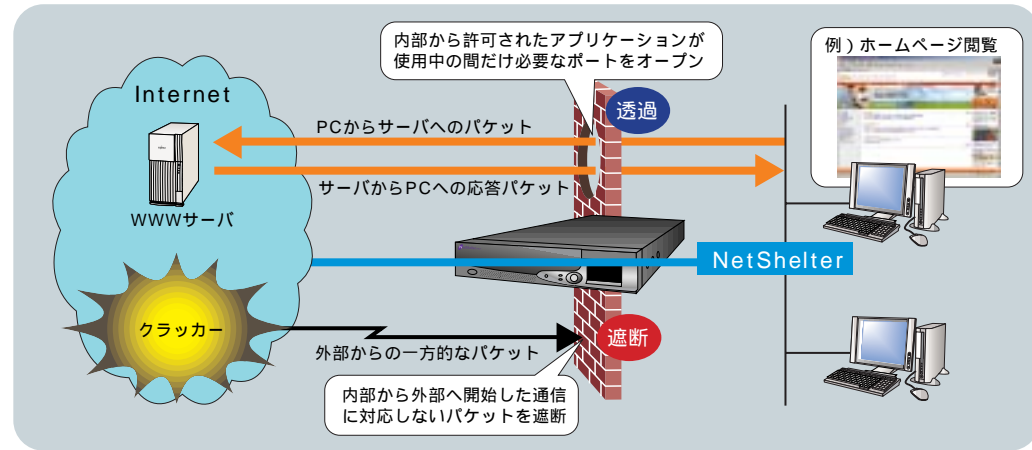 内部から許可されたアプリケーションが
使用中の間だけ必要なポートをオープン
例）ホームページ閲覧
Internet
透過
PCからサーバへのパケット
サーバからPCへの応答パケット
WWWサーバ
NetShelter
クラッカー
遮断
外部からの一方的なパケット
内部から外部へ開始した通信
に対応しないパケットを遮断